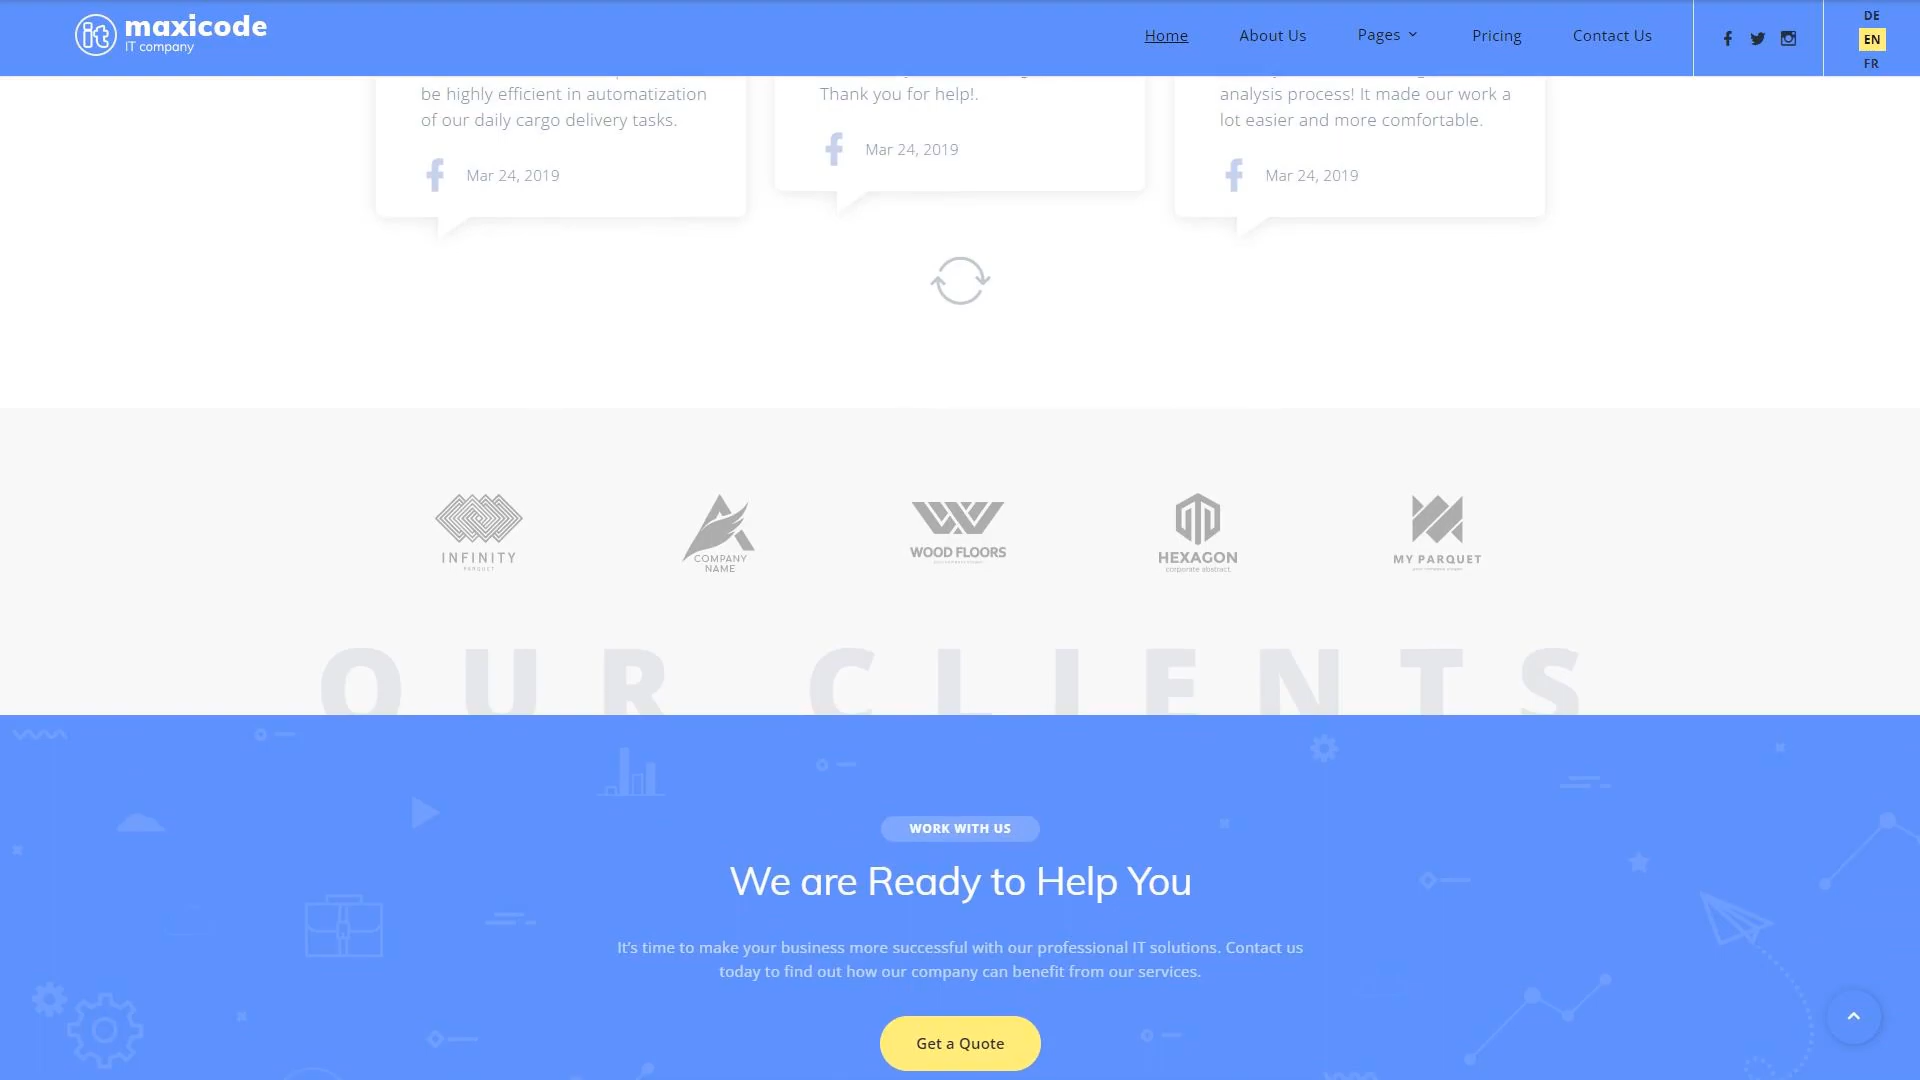 maxicode
IT company
Home
About Us
Pages
Pricing
Contact Us
DE
EN
FR
be highly efficient in automatization
of our daily cargo delivery tasks.
Mar 24, 2019
Thank you for help!.
Mar 24, 2019
analysis process! It made our work a
lot easier and more comfortable.
Mar 24, 2019
INFINITY
PARQUET
COMPANY
NAME
WOOD FLOORS
HEXAGON
corporate abstract
MY PARQUET
OUR CLIENTS
WORK WITH US
We are Ready to Help You
It's time to make your business more successful with our professional IT solutions. Contact us
today to find out how our company can benefit from our services.
Get a Quote